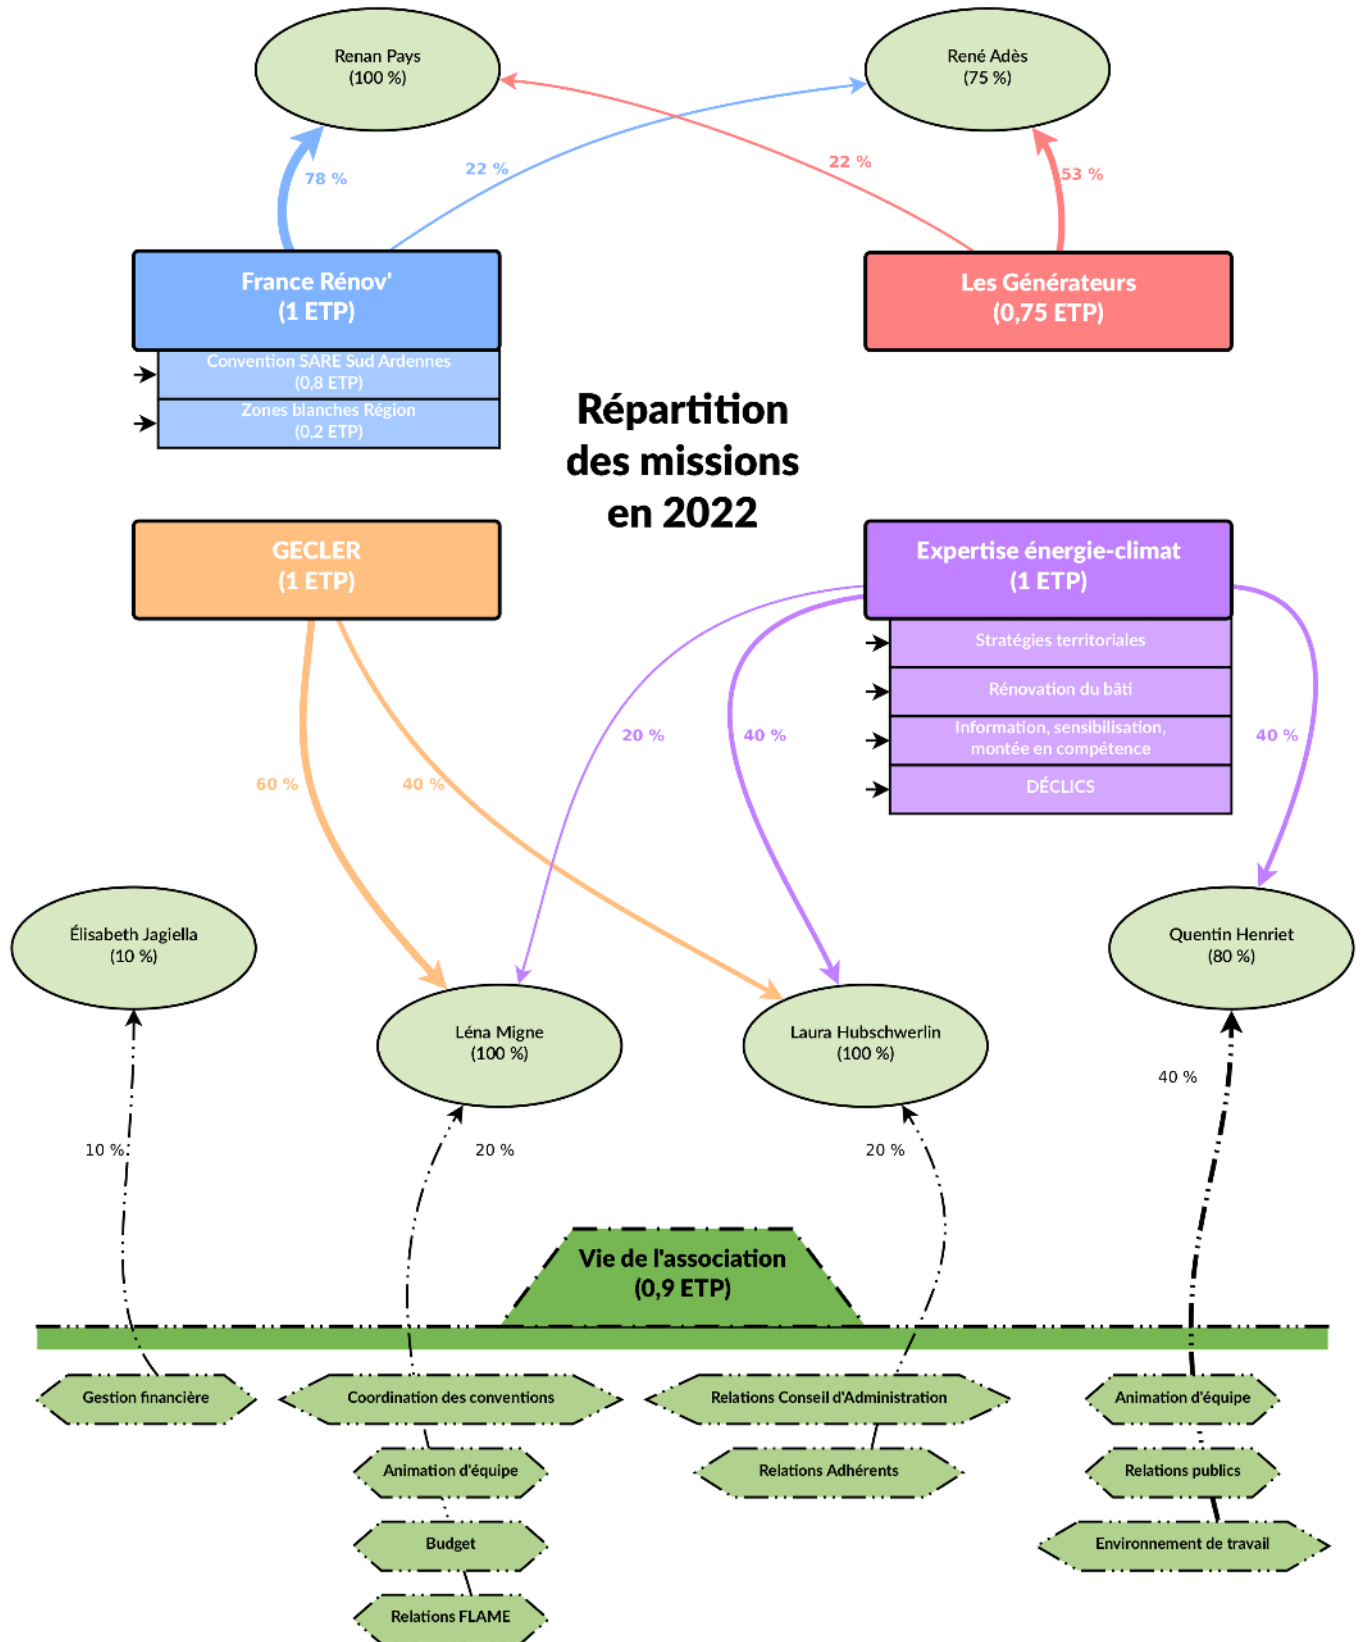 Renan Pays
(100 %)
René Adès
(75 %)
78 %
22 %
22 %
53 %
France Rénov'
(1 ETP)
Les Générateurs
(0,75 ETP)
Convention SARE Sud Ardennes
(0,8 ETP)
Zones blanches Région
(0,2 ETP)
Répartition
des missions
en 2022
GECLER
(1 ETP)
Expertise énergie-climat
(1 ETP)
Stratégies territoriales
Rénovation du bâti
Information, sensibilisation,
montée en compétence
DÉCLICS
60 %
40 %
20 %
40 %
40 %
Élisabeth Jagiella
(10 %)
Quentin Henriet
(80 %)
Léna Migne
(100 %)
Laura Hubschwerlin
(100 %)
40 %
10 %
20 %
20 %
Vie de l'association
(0,9 ETP)
Gestion financière
Coordination des conventions
Relations Conseil d'Administration
Animation d'équipe
Animation d'équipe
Relations Adhérents
Relations publics
Budget
Environnement de travail
Relations FLAME